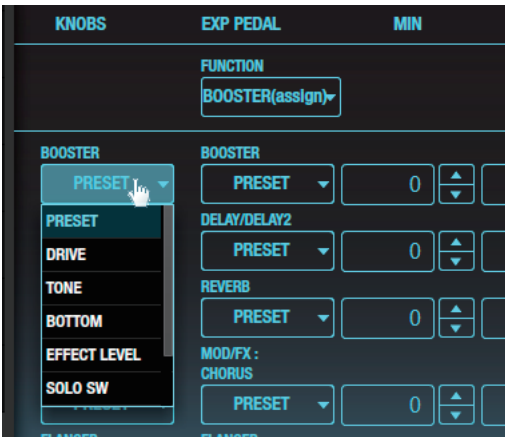 KNOBS EXP PEDAL MIN
FUNCTION
BOOSTER(assign)
BOOSTER BOOSTER
PRESET PRESET 0
PRESET
DRIVE
TONE
BOTTOM
EFFECT LEVEL
SOLO SW
DELAY/DELAY2
PRESET 0
REVERB
PRESET 0
MOD/FX :
CHORUS
PRESET 0